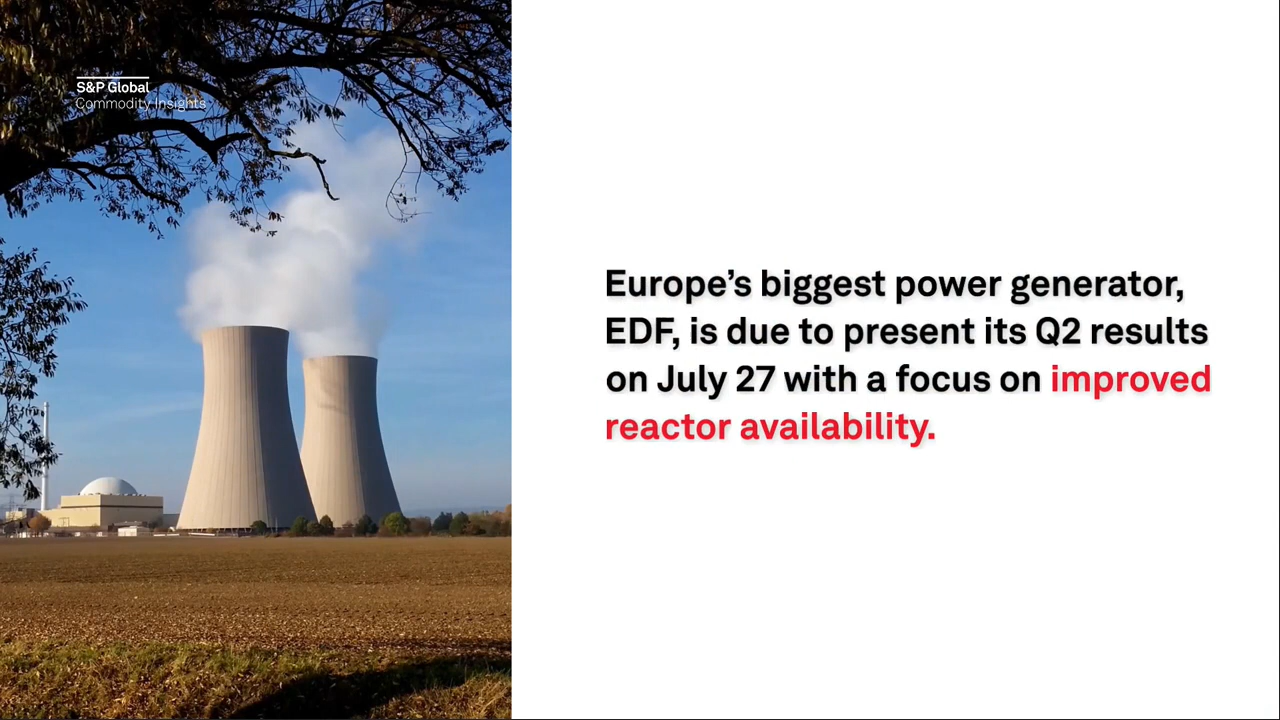 S&P Global
Commodity Insights
Europe’s biggest power generator,
EDF, is due to present its Q2 results
on July 27 with a focus on improved
reactor availability.